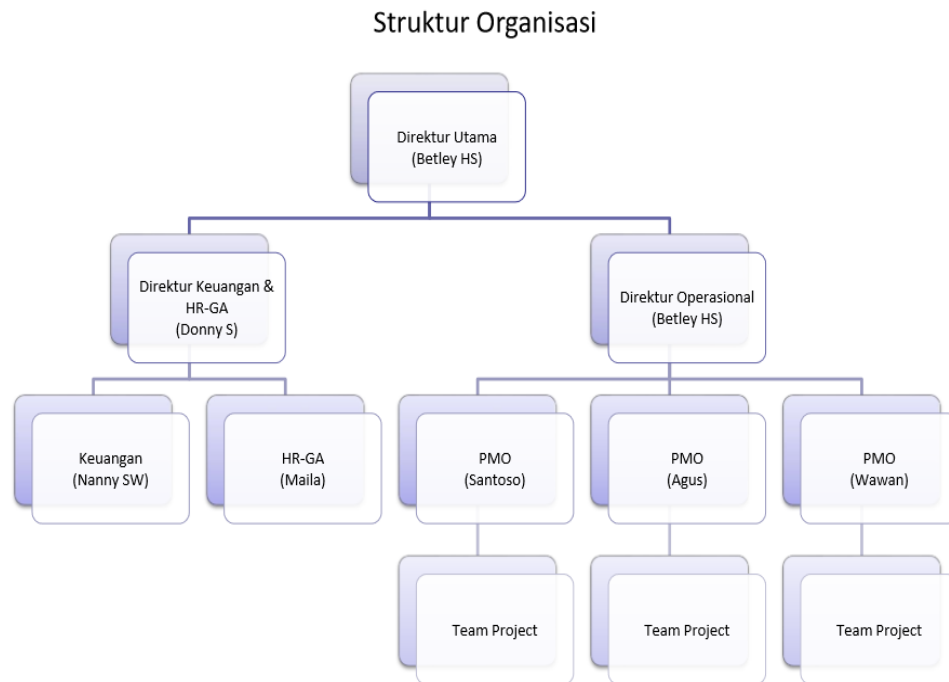 Struktur Organisasi
Direktur Utama
(Betley HS)
Direktur Keuangan &
HR-GA
(Donny S)
Direktur Operasional
(Betley HS)
Keuangan
(Nanny SW)
HR-GA
(Maila)
PMO
(Santoso)
PMO
(Agus)
PMO
(Wawan)
Team Project
Team Project
Team Project